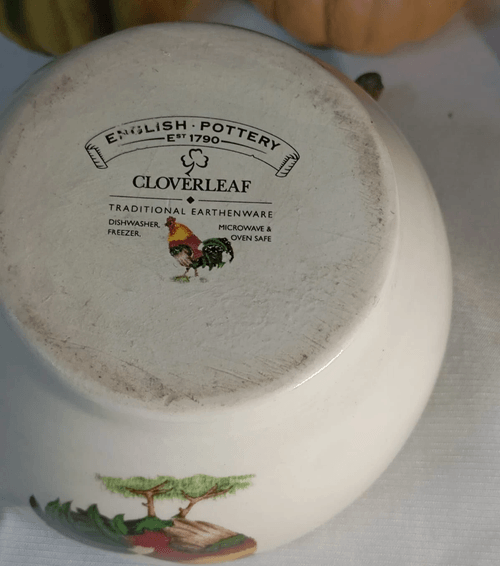 ENGLISH · POTTERY
EST 1790
CLOVERLEAF
TRADITIONAL EARTHENWARE
DISHWASHER,
FREEZER,
MICROWAVE &
OVEN SAFE